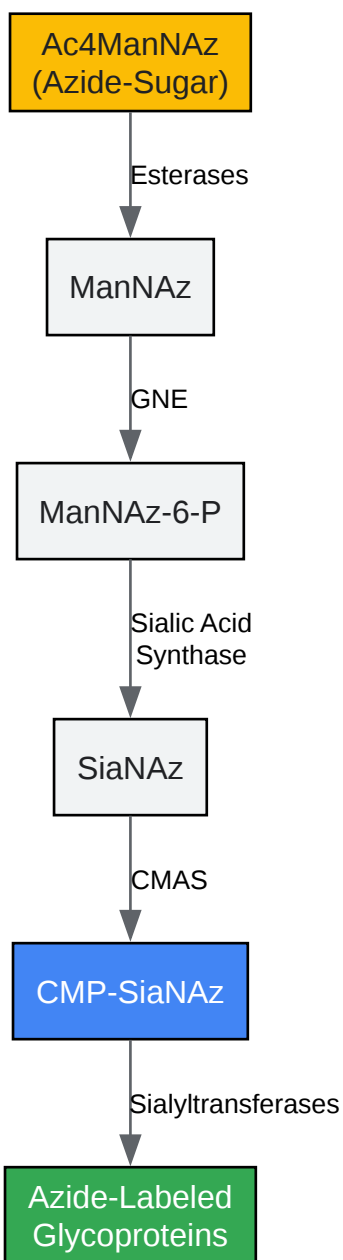 Ac4ManNAz
(Azide-Sugar)
Esterases
ManNAz
GNE
ManNAz-6-P
Sialic Acid
Synthase
SiaNAz
CMAS
CMP-SiaNAz
Sialyltransferases
Azide-Labeled
Glycoproteins